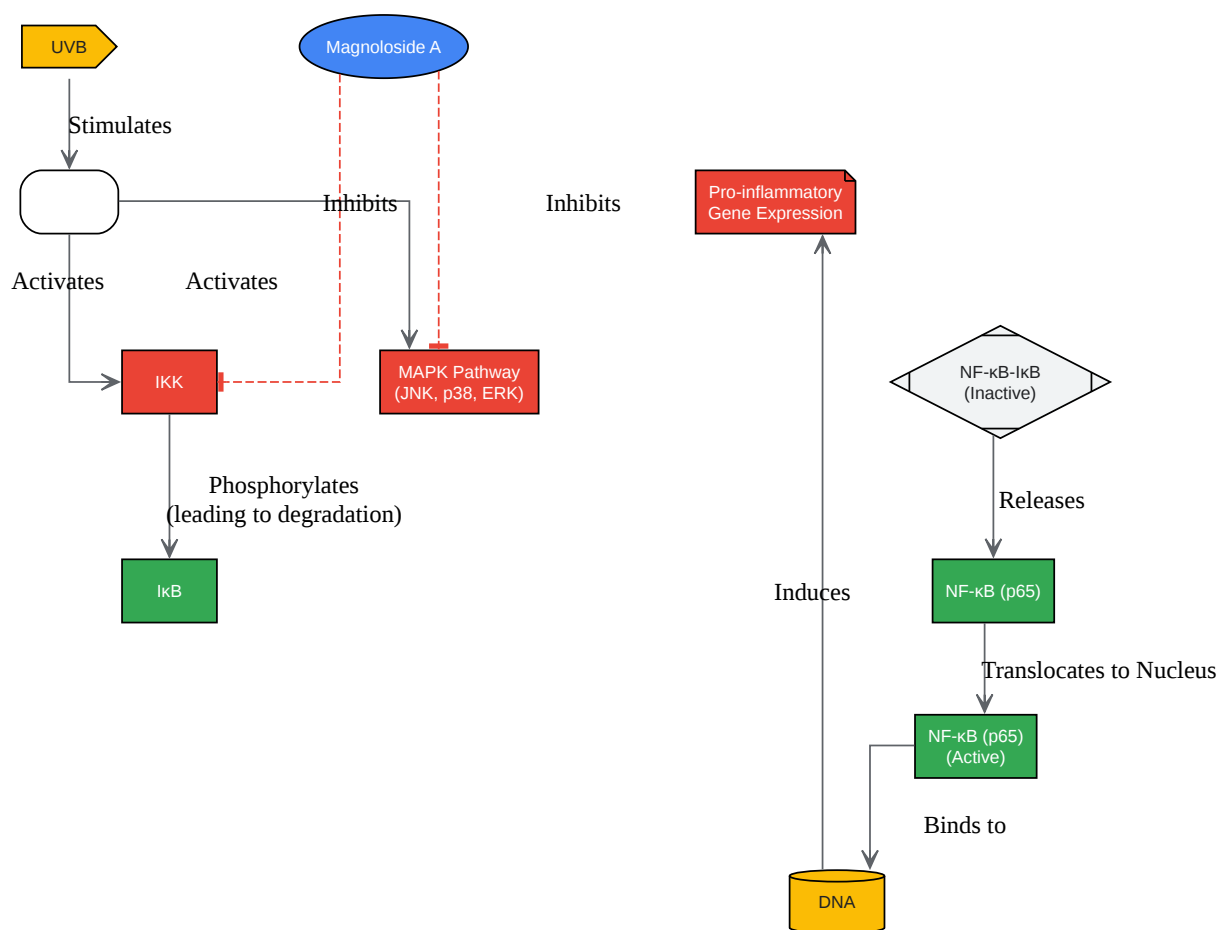 UVB
Magnoloside A
Stimulates
Inhibits
Inhibits
Pro-inflammatory
Gene Expression
Activates
Activates
IKK
MAPK Pathway
(JNK, p38, ERK)
NF-κB-IκB
(Inactive)
Phosphorylates
(leading to degradation)
Releases
IκB
Induces
NF-κB (p65)
Translocates to Nucleus
NF-κB (p65)
(Active)
Binds to
DNA